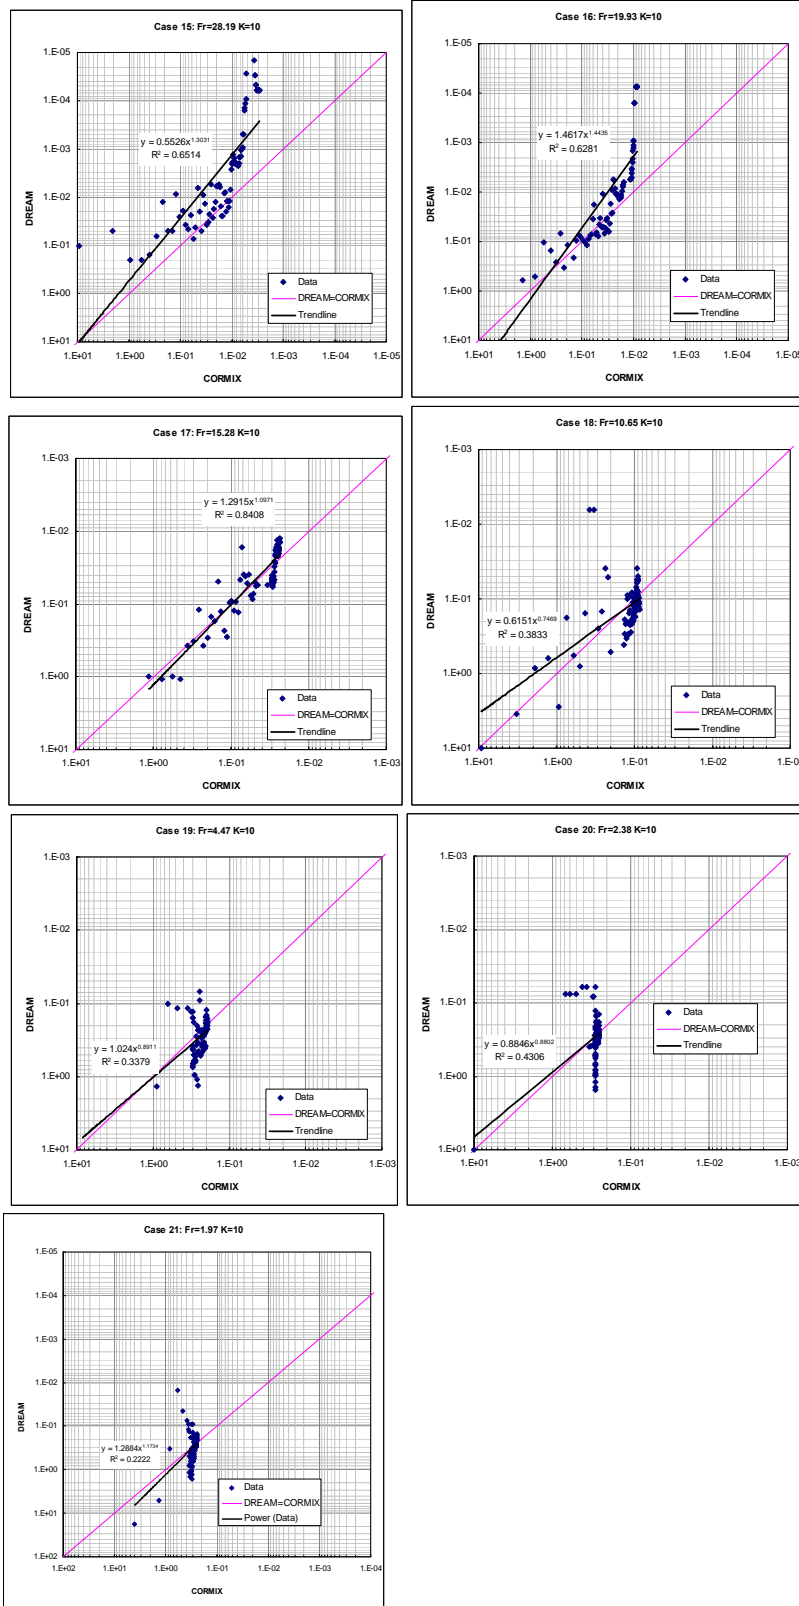 Case 15: Fr=28.19 K=10
1.E-05
1.E-04
1.E-03
1.E-02
1.E-01
1.E+00
1.E+01
DREAM
y = 0.5526x^1.3031
R² = 0.6514
Data
DREAM=CORMIX
Trendline
1.E+01 1.E+00 1.E-01 1.E-02 1.E-03 1.E-04 1.E-05
CORMIX
Case 16: Fr=19.93 K=10
1.E-05
1.E-04
1.E-03
1.E-02
1.E-01
1.E+00
1.E+01
DREAM
y = 1.4617x^1.4435
R² = 0.6281
Data
DREAM=CORMIX
Trendline
1.E+01 1.E+00 1.E-01 1.E-02 1.E-03 1.E-04 1.E-05
CORMIX
Case 17: Fr=15.28 K=10
1.E-03
1.E-02
1.E-01
1.E+00
1.E+01
DREAM
y = 1.2915x^1.0971
R² = 0.8408
Data
DREAM=CORMIX
Trendline
1.E+01 1.E+00 1.E-01 1.E-02 1.E-03
CORMIX
Case 18: Fr=10.65 K=10
1.E-03
1.E-02
1.E-01
1.E+00
1.E+01
DREAM
y = 0.6151x^0.7469
R² = 0.3833
Data
DREAM=CORMIX
Trendline
1.E+01 1.E+00 1.E-01 1.E-02 1.E-0
CORMIX
Case 19: Fr=4.47 K=10
1.E-03
1.E-02
1.E-01
1.E+00
1.E+01
DREAM
y = 1.024x^0.8911
R² = 0.3379
Data
DREAM=CORMIX
Trendline
1.E+01 1.E+00 1.E-01 1.E-02 1.E-03
CORMIX
Case 20: Fr=2.38 K=10
1.E-03
1.E-02
1.E-01
1.E+00
1.E+01
DREAM
y = 0.8846x^0.8802
R² = 0.4306
Data
DREAM=CORMIX
Trendline
1.E+01 1.E+00 1.E-01 1.E-02 1.E-03
CORMIX
Case 21: Fr=1.97 K=10
1.E-05
1.E-04
1.E-03
1.E-02
1.E-01
1.E+00
1.E+01
1.E+02
DREAM
y = 1.2884x^1.1734
R² = 0.2222
Data
DREAM=CORMIX
Power (Data)
1.E+02 1.E+01 1.E+00 1.E-01 1.E-02 1.E-03 1.E-04
CORMIX